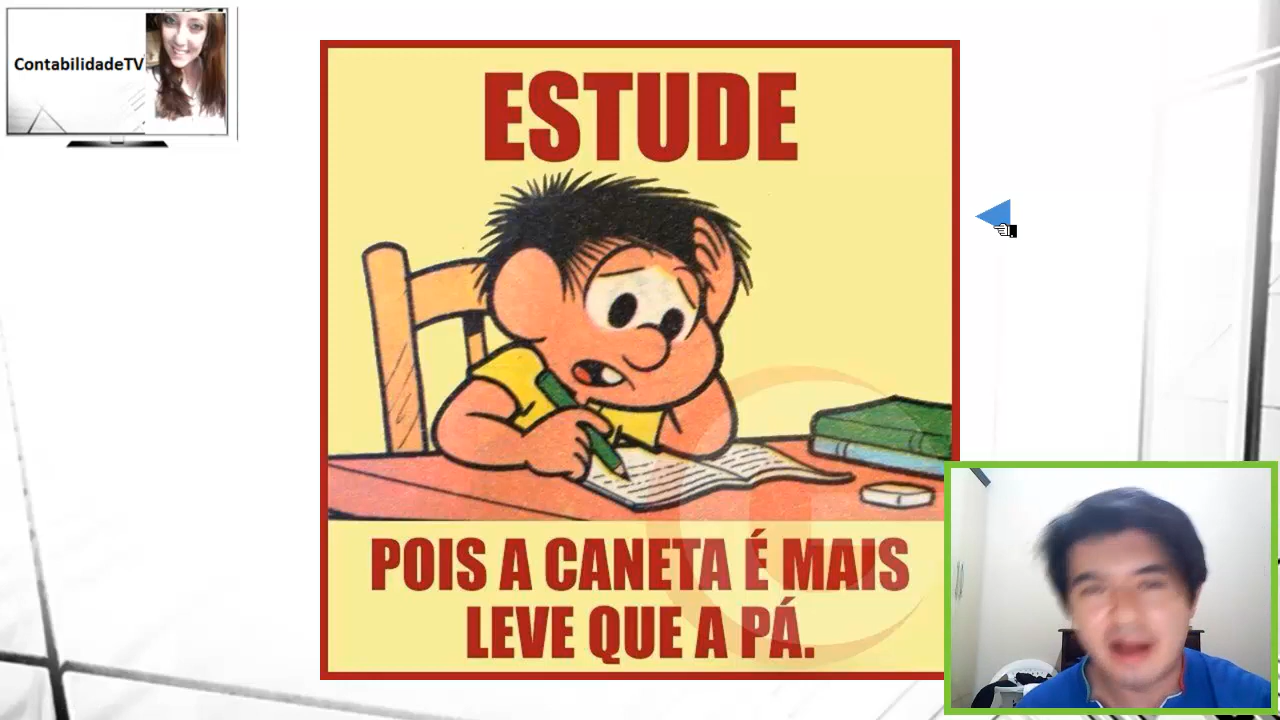 ContabilidadeTV
ESTUDE
POIS A CANETA É MAIS
LEVE QUE A PÁ.